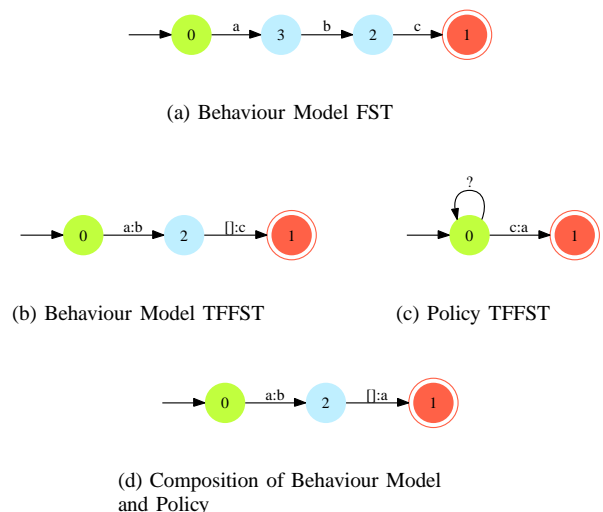 0 a 3 b 2 c 1
(a) Behaviour Model FST
?
0 a:b 2 []:c 1
0 c:a 1
(b) Behaviour Model TFFST
(c) Policy TFFST
0 a:b 2 []:a 1
(d) Composition of Behaviour Model
and Policy